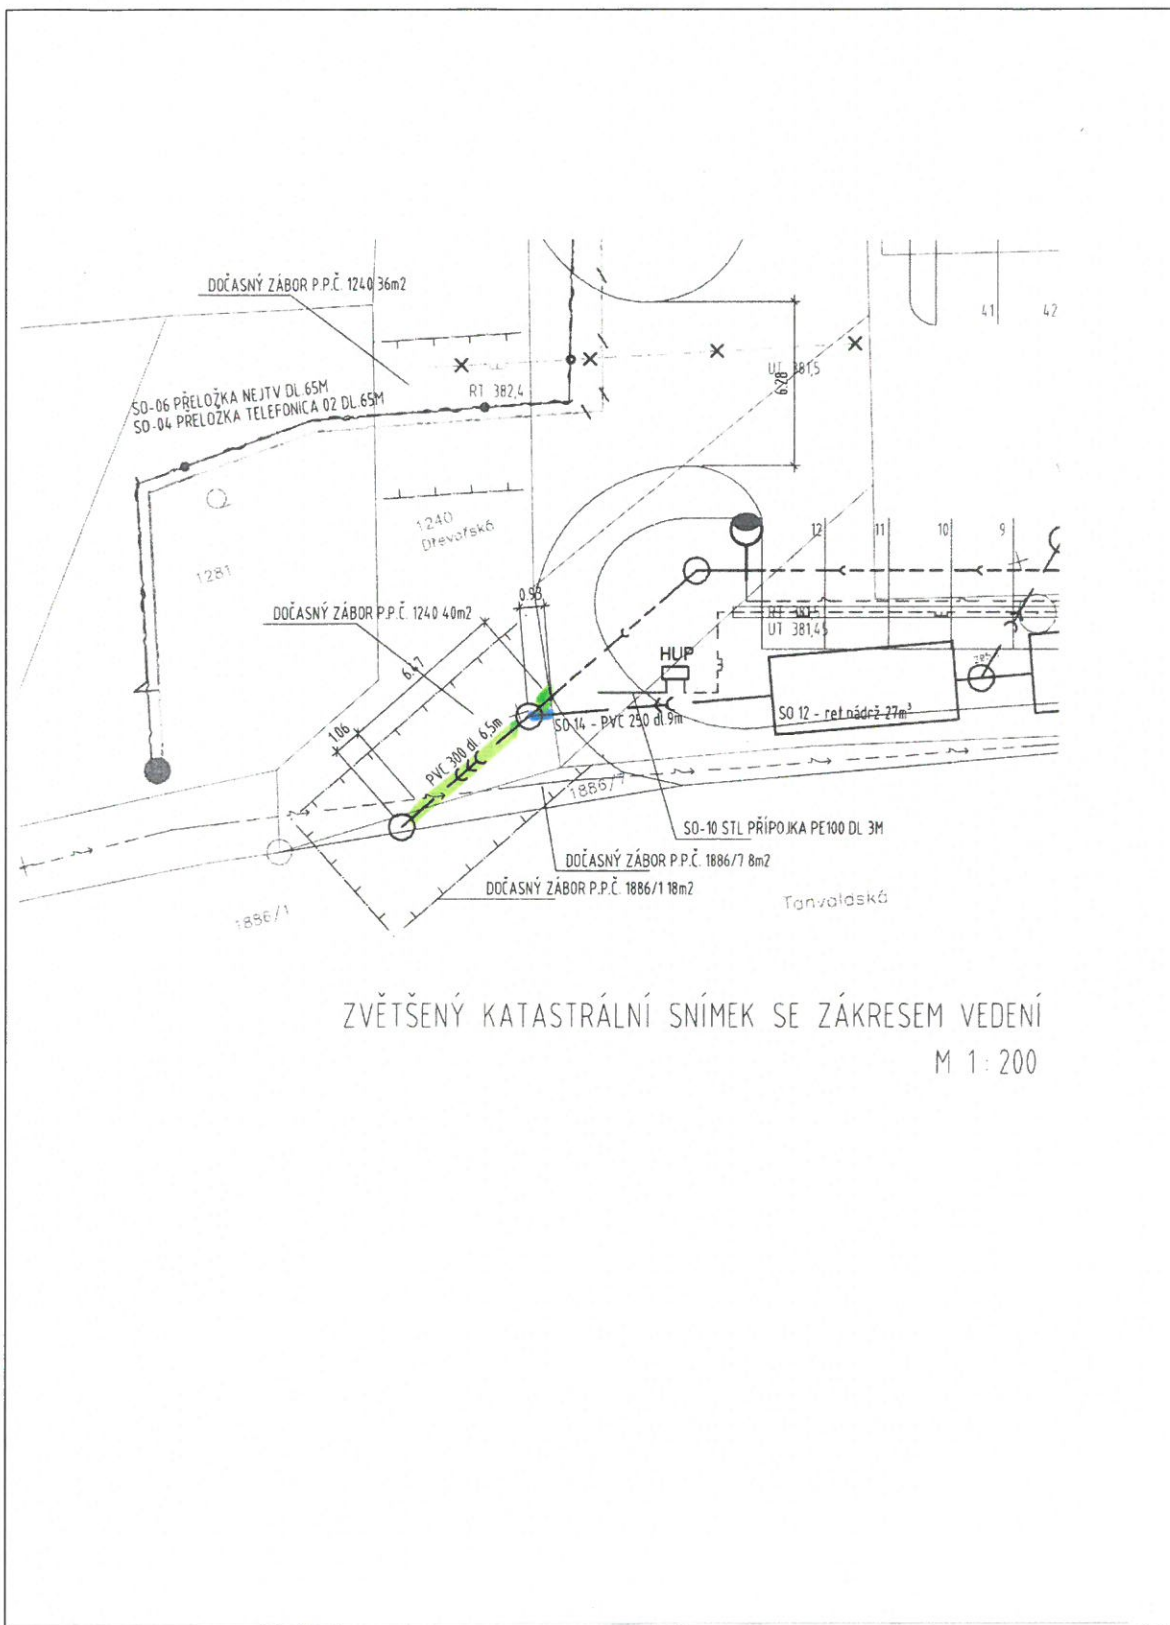 DOČASNÝ ZÁBOR P.P.Č. 1240 36m2
41
42
UT 381,5
6.28
RT 382,4
SO-06 PŘELOŽKA NEJTV DL.65M
SO-04 PŘELOŽKA TELEFONICA 02 DL.65M
1240
Dřevařská
1281
12
11
10
9
0.93
DOČASNÝ ZÁBOR P.P.Č. 1240 40m2
UT 381,45
HUP
6.47
1.06
PVC 300 dl. 6,5m
SO 14 - PVC 250 dl.9m
SO 12 - ret.nádrž 27m³
1886/7
SO-10 STL PŘÍPOJKA PE100 DL 3M
DOČASNÝ ZÁBOR P.P.Č. 1886/7 8m2
DOČASNÝ ZÁBOR P.P.Č. 1886/1 18m2
Tanvaldská
1886/1
ZVĚTŠENÝ KATASTRÁLNÍ SNÍMEK SE ZÁKRESEM VEDENÍ
M 1:200